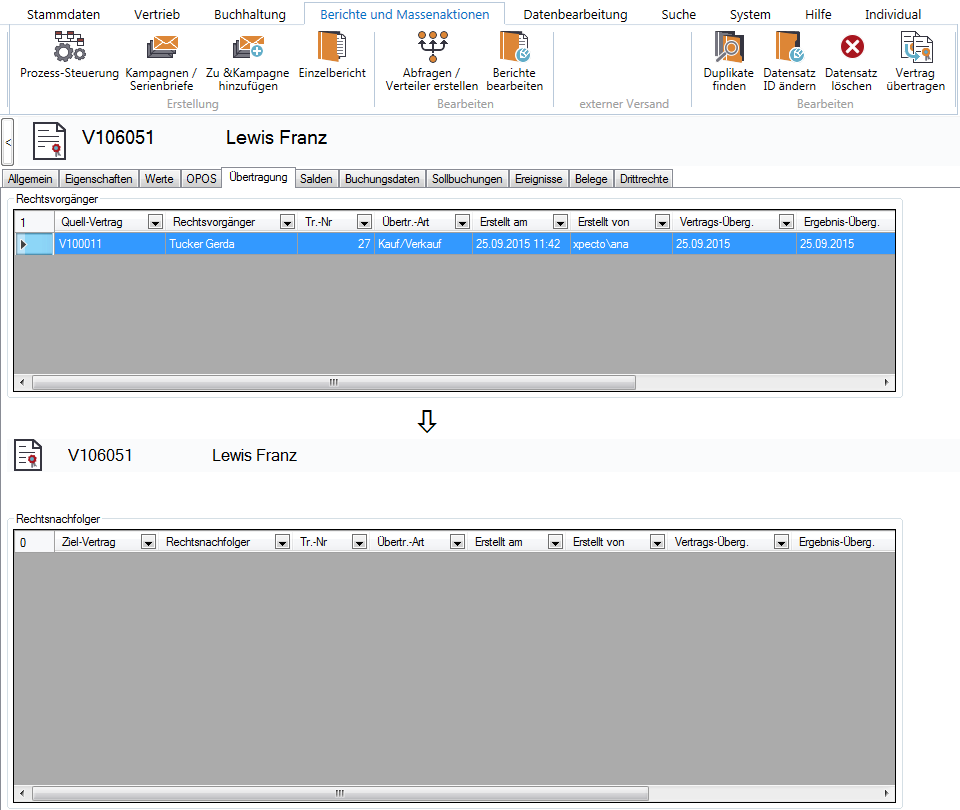 Stammdaten Vertrieb Buchhaltung Berichte und Massenaktionen Datenbearbeitung Suche System Hilfe Individual
Prozess-Steuerung Kampagnen / Zu &Kampagne Einzelbericht Abfragen / Berichte Duplikate Datensatz Datensatz Vertrag
Serienbriefe hinzufügen Verteiler erstellen bearbeiten finden ID ändern löschen übertragen
Erstellung Bearbeiten externer Versand Bearbeiten
< V106051 Lewis Franz
Allgemein Eigenschaften Werte OPOS Übertragung Salden Buchungsdaten Sollbuchungen Ereignisse Belege Drittrechte
Rechtsvorgänger
1 Quell-Vertrag Rechtsvorgänger Tr.-Nr Übertr.-Art Erstellt am Erstellt von Vertrags-Überg. Ergebnis-Überg.
V100011 Tucker Gerda 27 Kauf/Verkauf 25.09.2015 11:42 xpecto\ana 25.09.2015 25.09.2015
V106051 Lewis Franz
Rechtsnachfolger
0 Ziel-Vertrag Rechtsnachfolger Tr.-Nr Übertr.-Art Erstellt am Erstellt von Vertrags-Überg. Ergebnis-Überg.